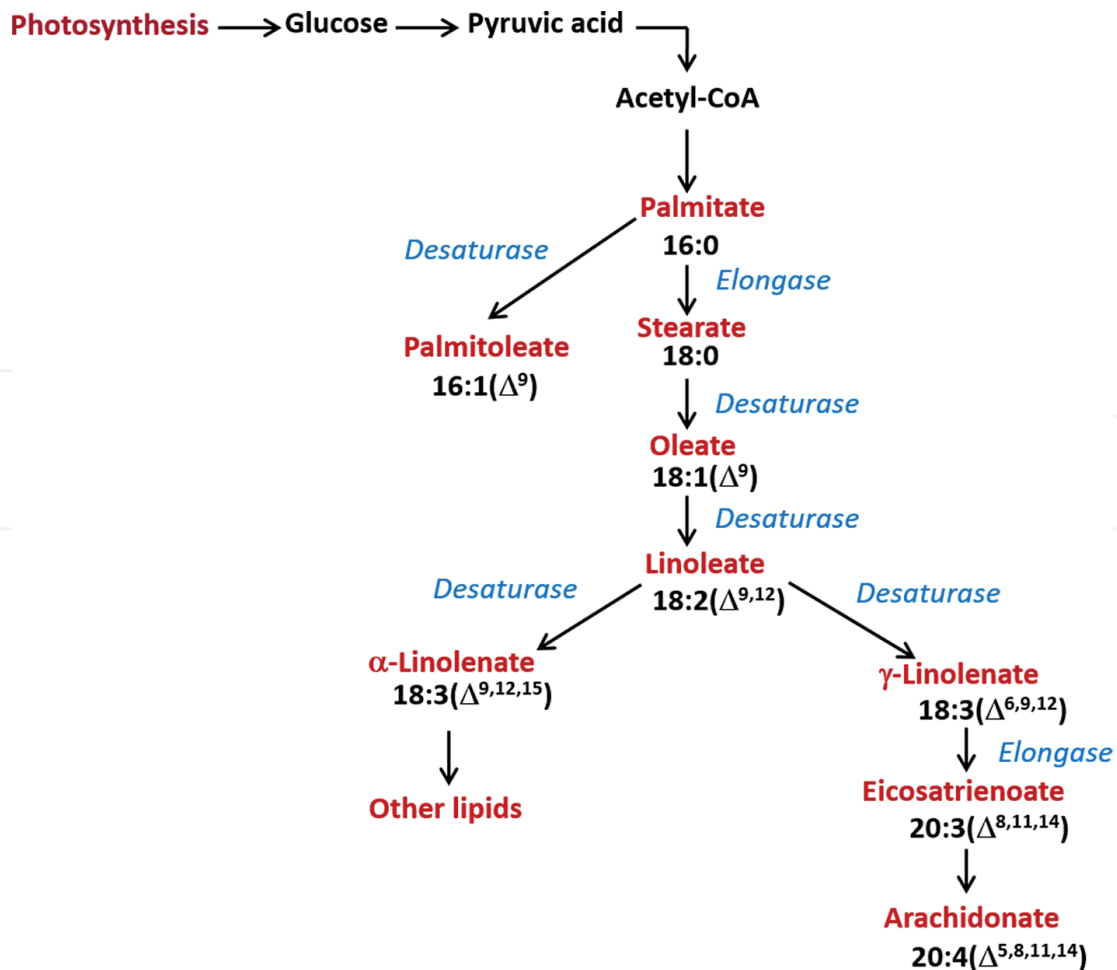 Photosynthesis Glucose Pyruvic acid
Acetyl-CoA
Palmitate
16:0
Desaturase
Elongase
Palmitoleate
16:1(Δ⁹)
Stearate
18:0
Desaturase
Oleate
18:1(Δ⁹)
Desaturase
Linoleate
18:2(Δ⁹,¹²)
Desaturase
Desaturase
α-Linolenate
18:3(Δ⁹,¹²,¹⁵)
γ-Linolenate
18:3(Δ⁶,⁹,¹²)
Elongase
Other lipids
Eicosatrienoate
20:3(Δ⁸,¹¹,¹⁴)
Arachidonate
20:4(Δ⁵,⁸,¹¹,¹⁴)